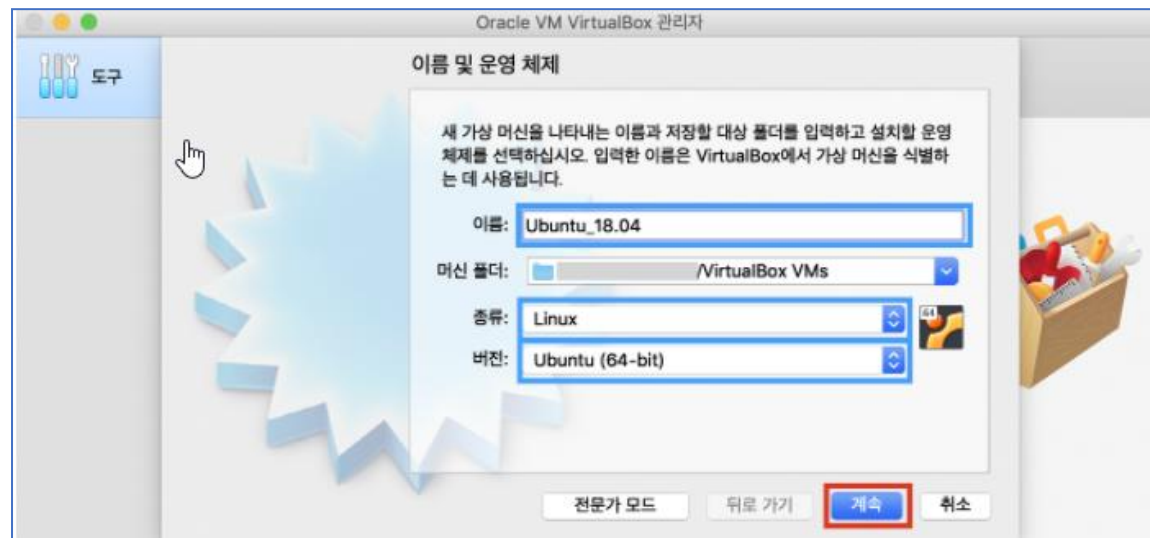 Oracle VM VirtualBox 관리자
도구
이름 및 운영 체제
새 가상 머신을 나타내는 이름과 저장할 대상 폴더를 입력하고 설치할 운영
체제를 선택하십시오. 입력한 이름은 VirtualBox에서 가상 머신을 식별하
는 데 사용됩니다.
이름: Ubuntu_18.04
머신 폴더: /VirtualBox VMs
종류: Linux
64
버전: Ubuntu (64-bit)
전문가 모드 뒤로 가기 계속 취소